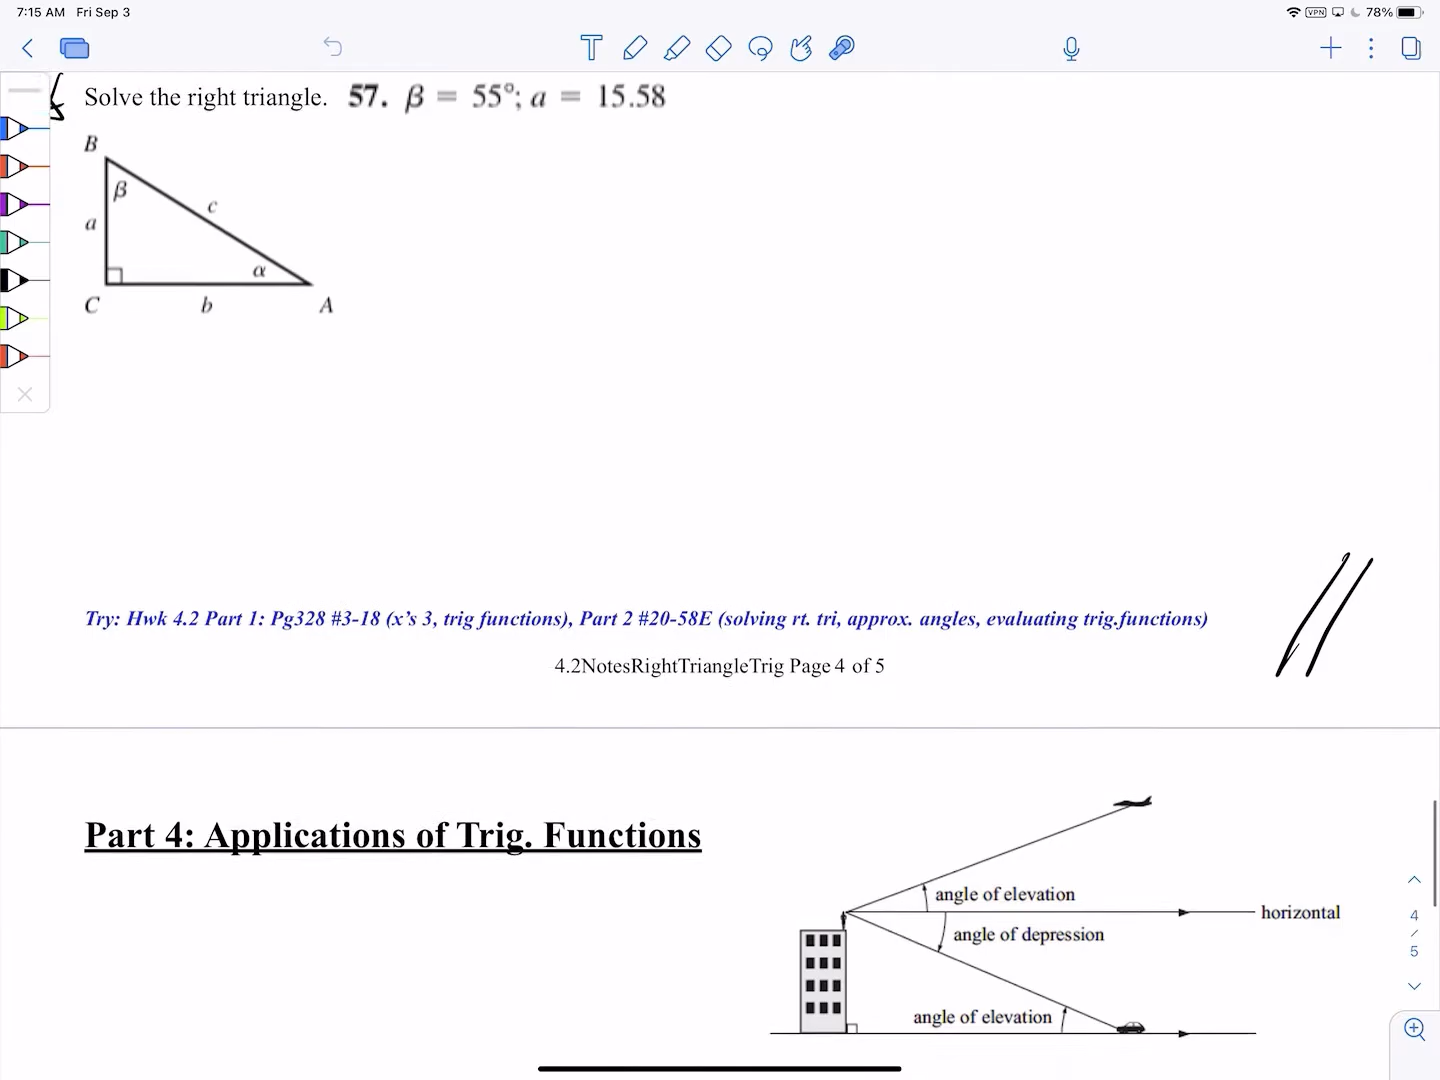 7:15 AM Fri Sep 3
VPN 78%
Solve the right triangle. 57. β = 55°; a = 15.58
B
β
c
a
α
C b A
Try: Hwk 4.2 Part 1: Pg328 #3-18 (x’s 3, trig functions), Part 2 #20-58E (solving rt. tri, approx. angles, evaluating trig.functions)
4.2NotesRightTriangleTrig Page 4 of 5
Part 4: Applications of Trig. Functions
angle of elevation
horizontal
angle of depression
angle of elevation
4
/
5